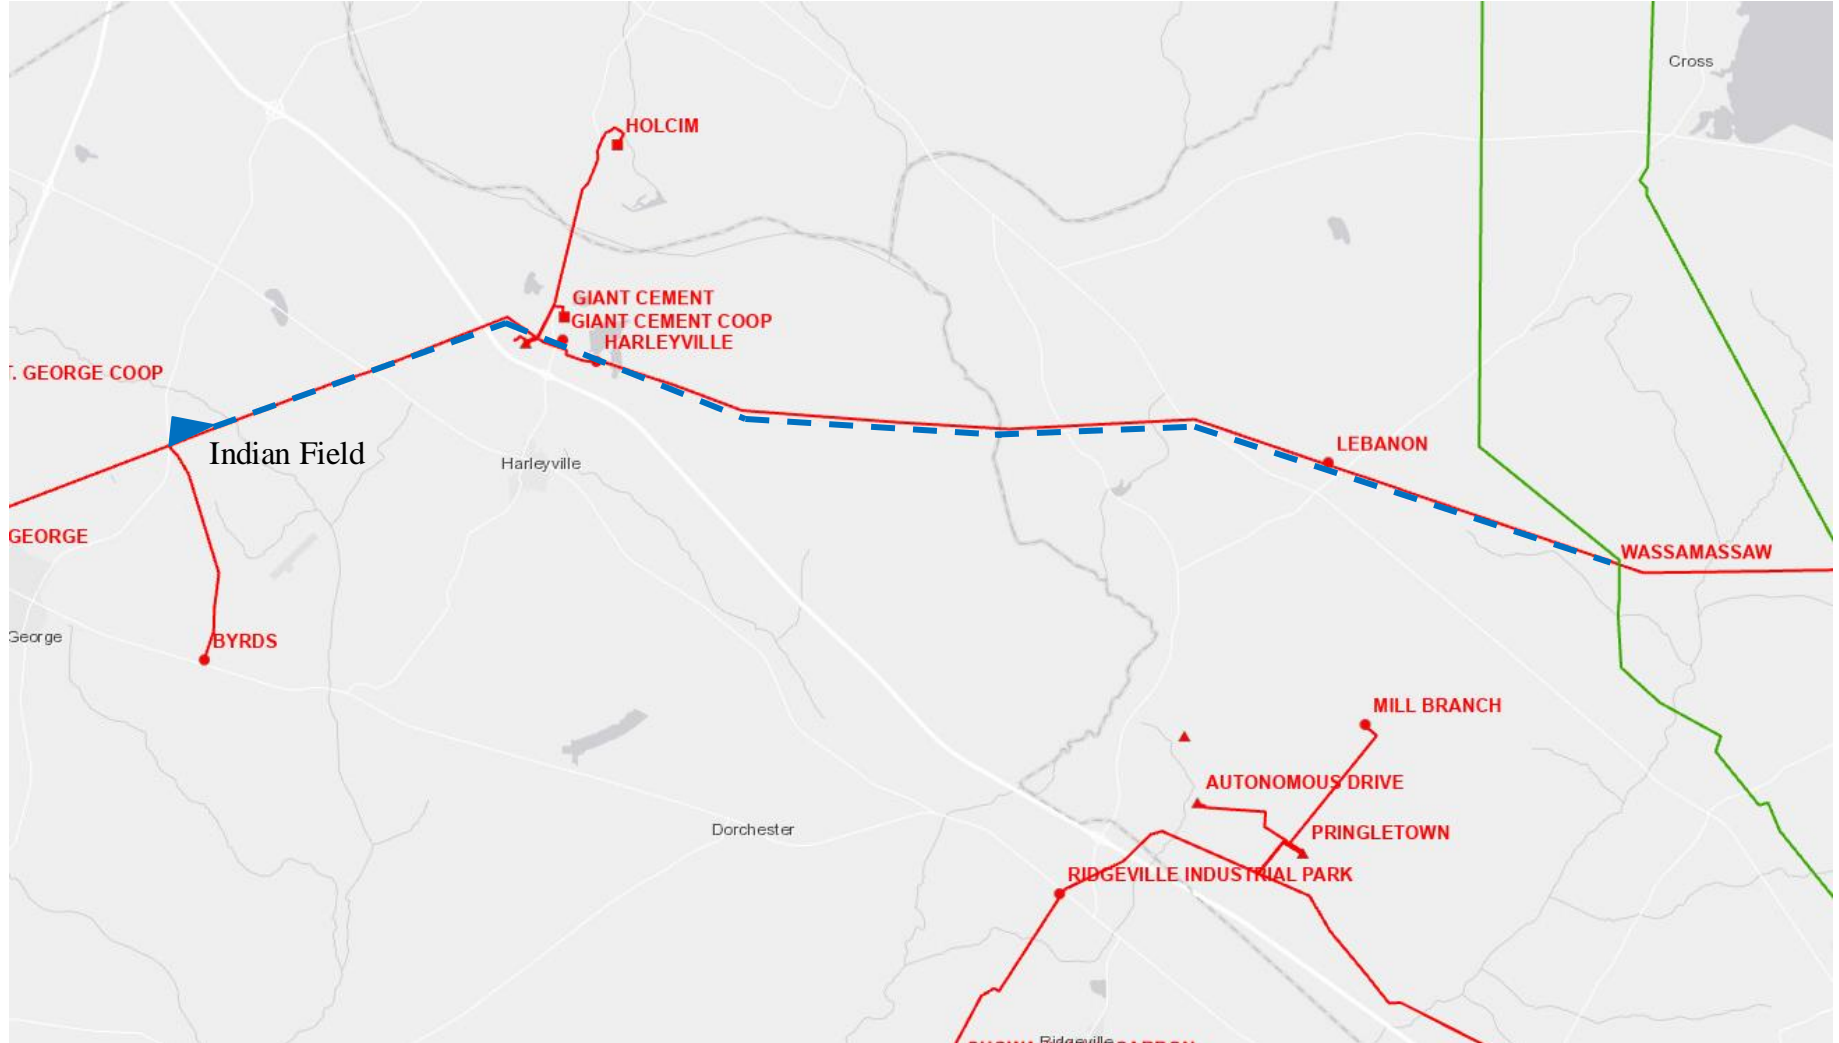 Cross
HOLCIM
GIANT CEMENT
GIANT CEMENT COOP
HARLEYVILLE
T. GEORGE COOP
Indian Field
Harleyville
LEBANON
GEORGE
WASSAMASSAW
George
BYRDS
MILL BRANCH
AUTONOMOUS DRIVE
Dorchester
PRINGLETOWN
RIDGEVILLE INDUSTRIAL PARK
Ridgeville